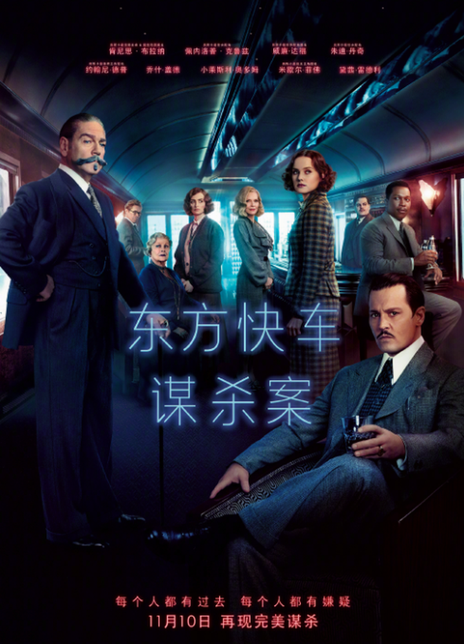 肯尼思·布拉纳 佩内洛普·克鲁兹 威廉·达福 朱迪·丹奇
约翰尼·德普 乔什·盖德 小莱斯利·奥多姆 米歇尔·菲佛 黛茜·雷德利
东方快车
谋杀案
每个人都有过去 每个人都有嫌疑
11月10日 再现完美谋杀